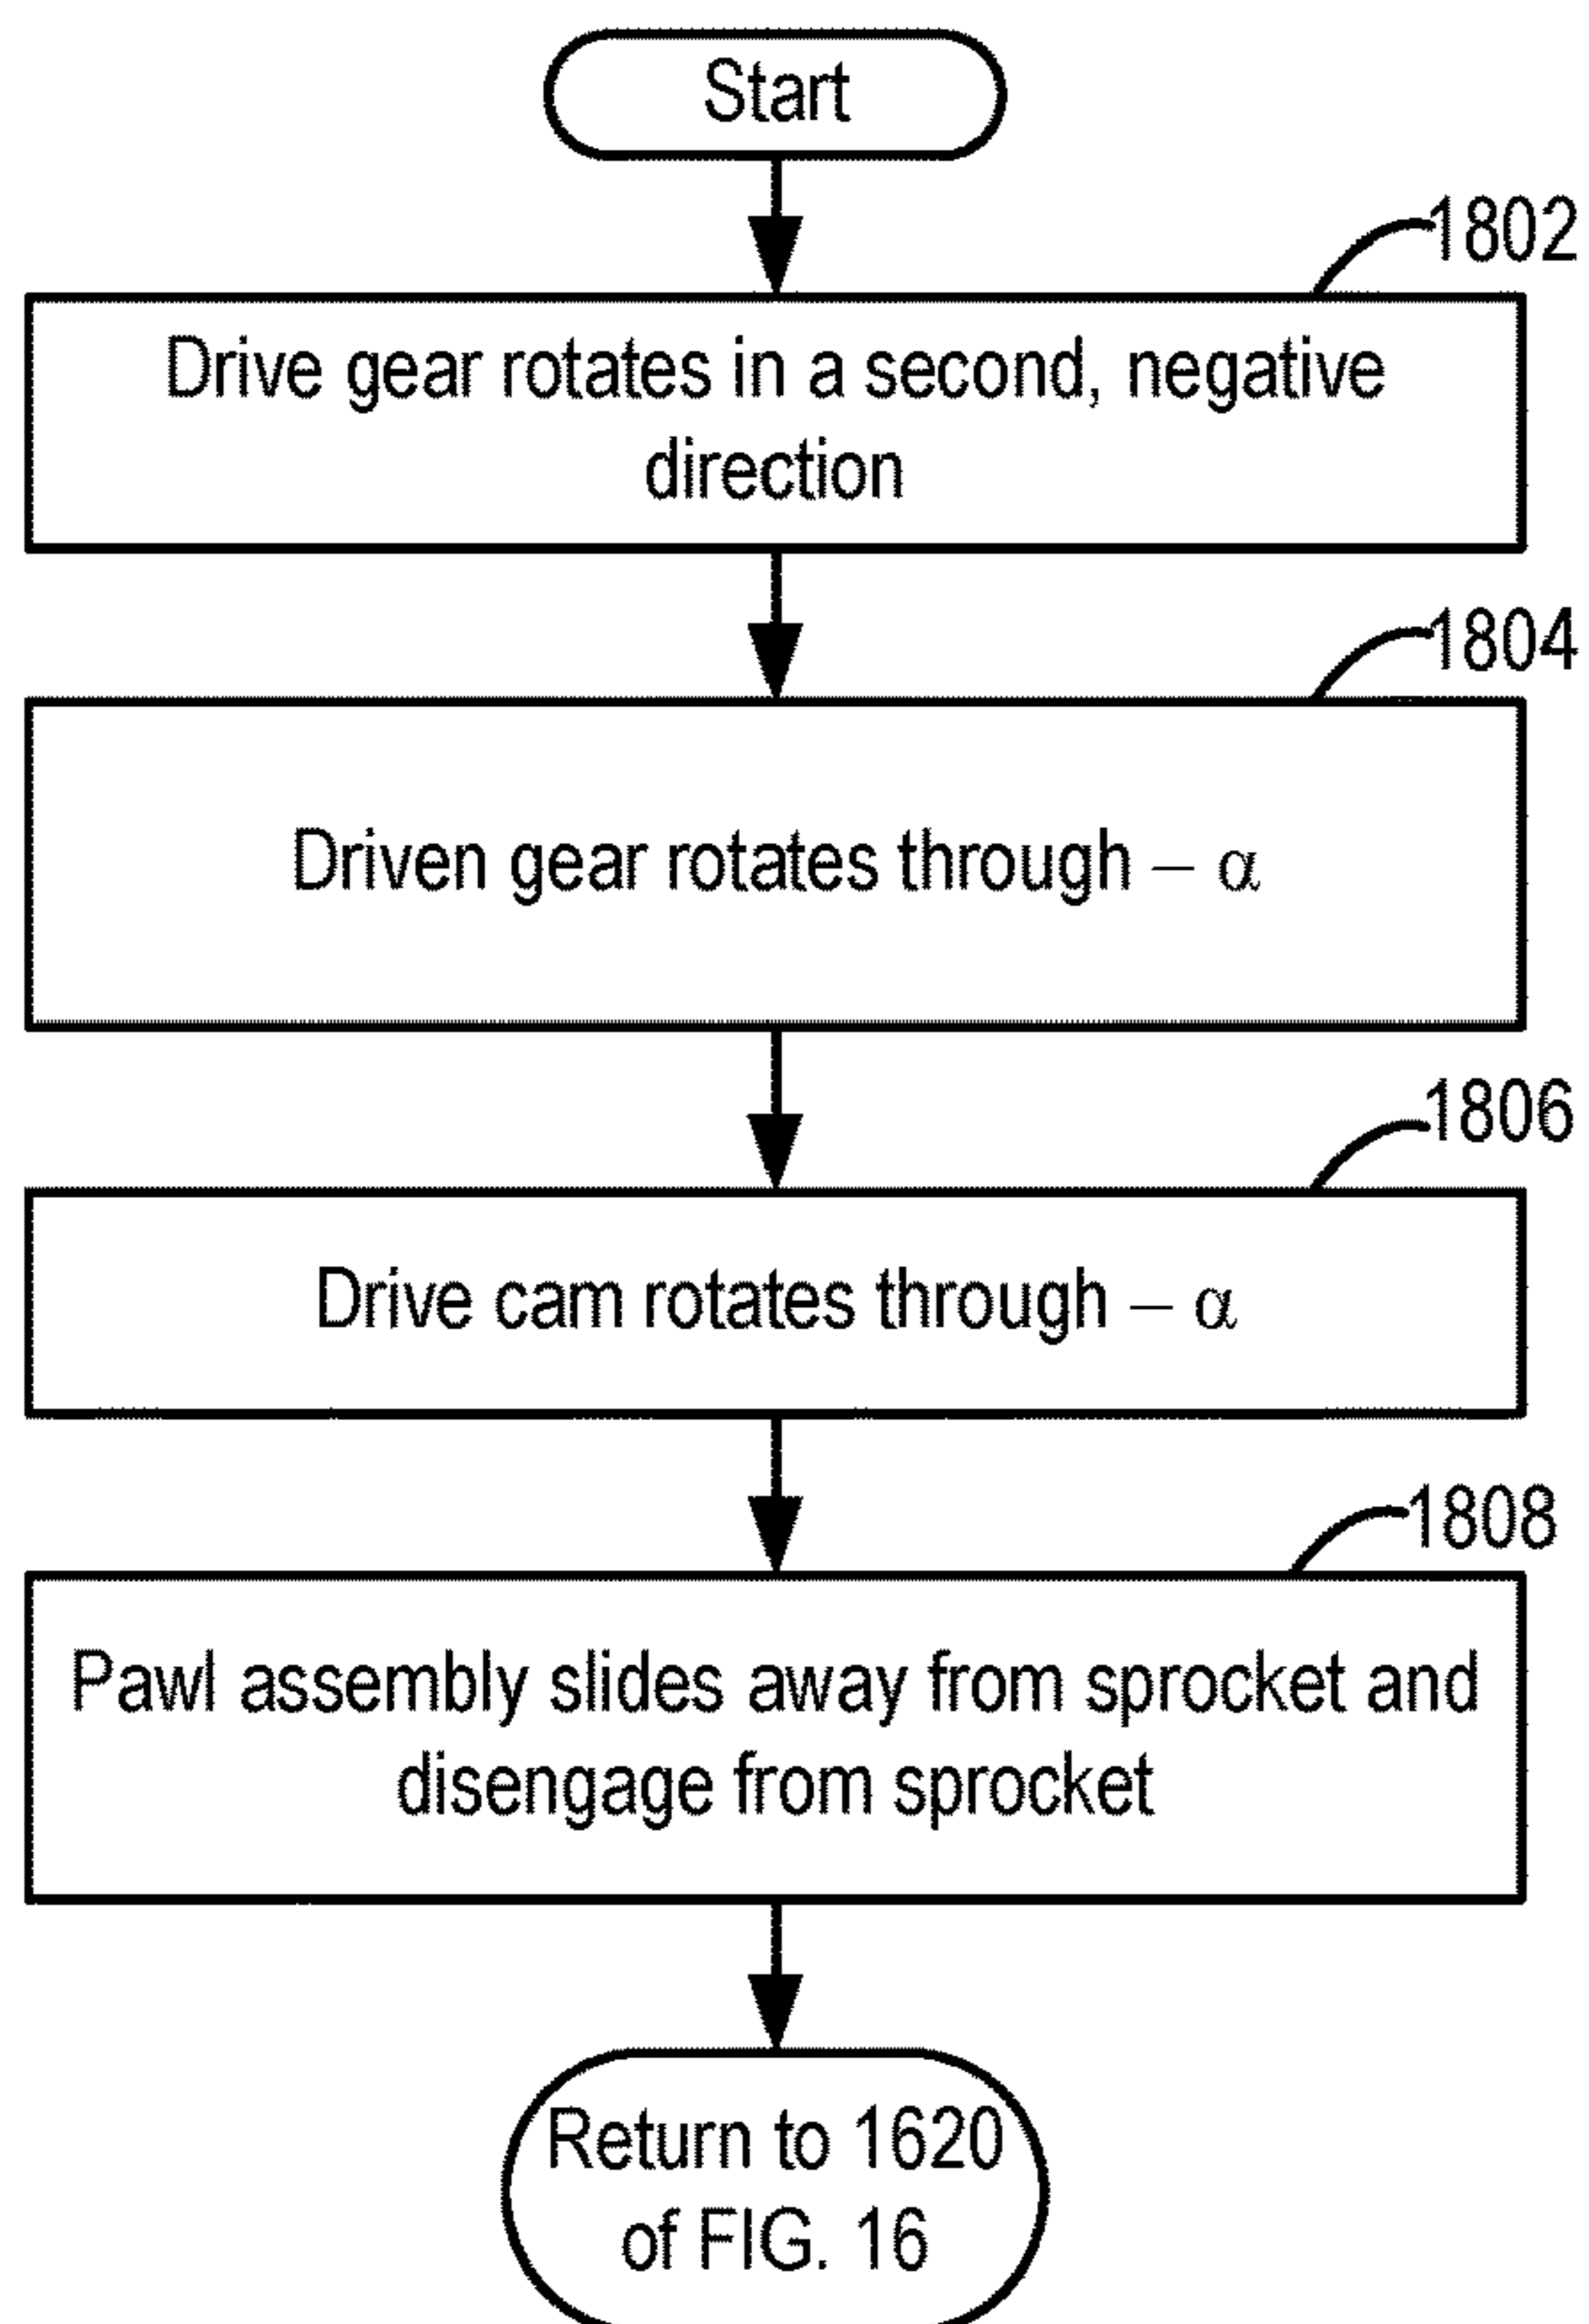 Start
1802
Drive gear rotates in a second, negative
direction
1804
Driven gear rotates through – α
1806
Drive cam rotates through – α
1808
Pawl assembly slides away from sprocket and
disengage from sprocket
Return to 1620
of FIG. 16